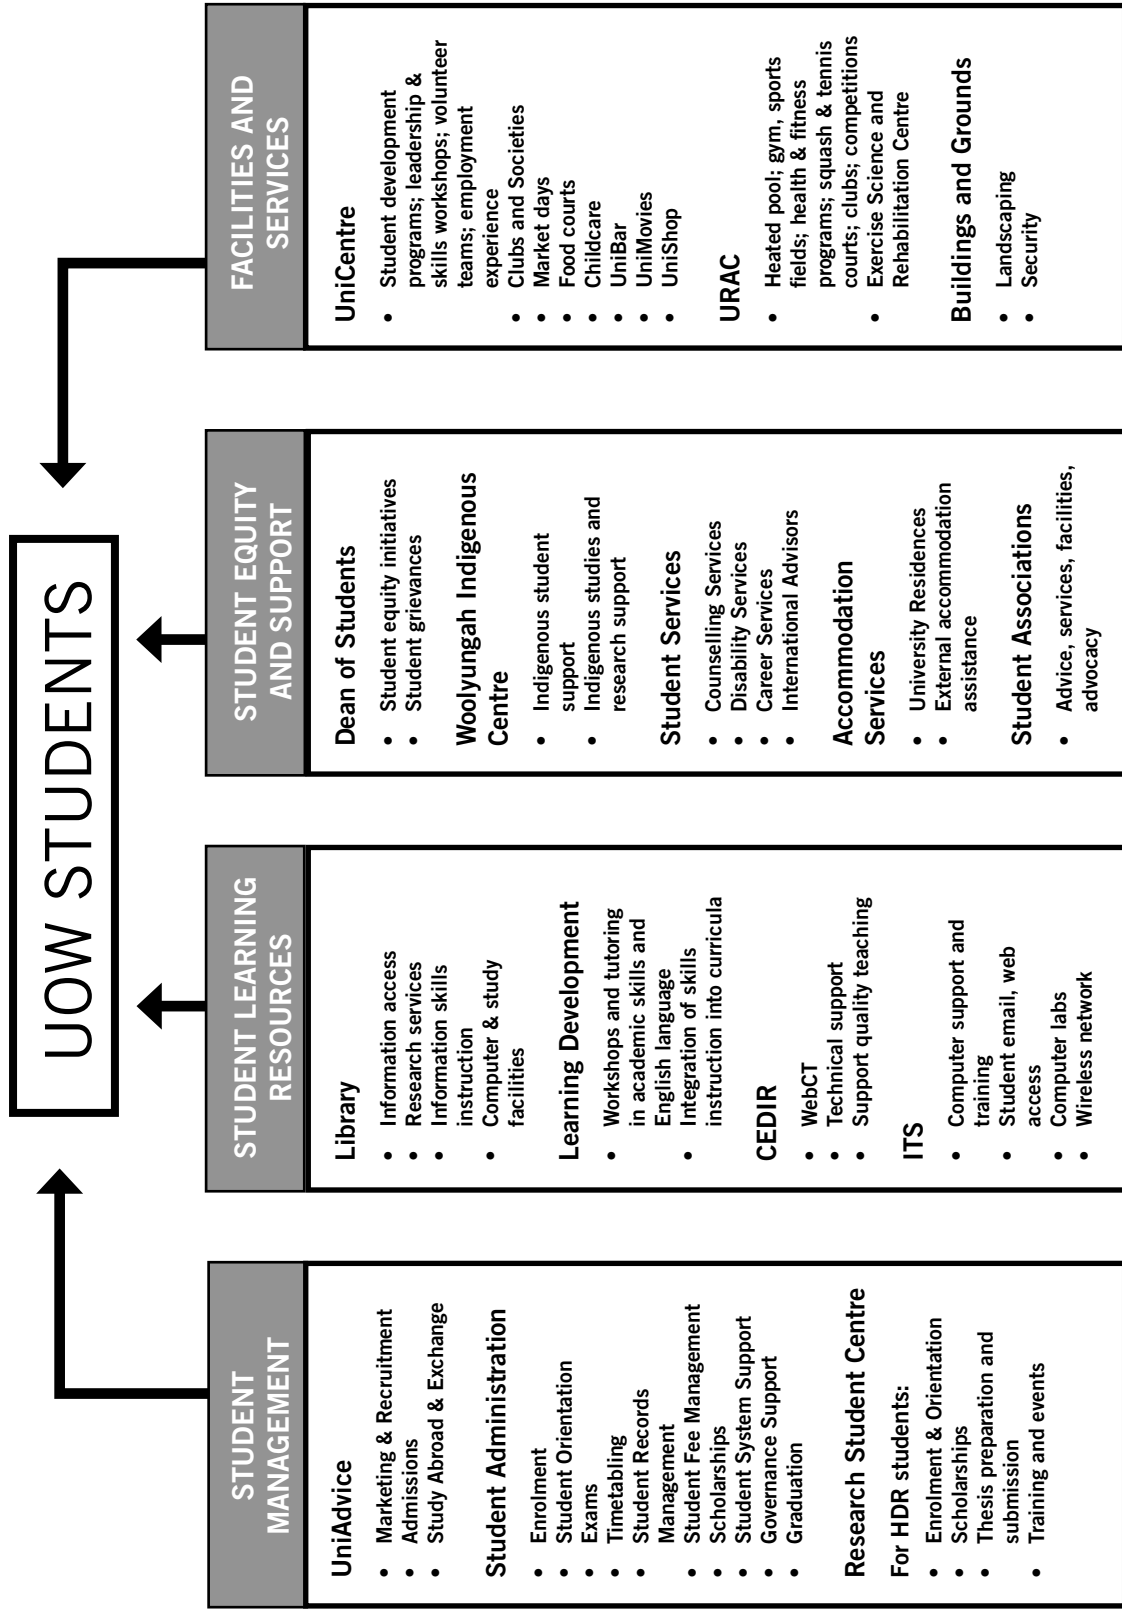 UOW STUDENTS
STUDENT
MANAGEMENT
UniAdvice
• Marketing & Recruitment
• Admissions
• Study Abroad & Exchange
Student Administration
• Enrolment
• Student Orientation
• Exams
• Timetabling
• Student Records
Management
• Student Fee Management
• Scholarships
• Student System Support
• Governance Support
• Graduation
Research Student Centre
For HDR students:
• Enrolment & Orientation
• Scholarships
• Thesis preparation and
submission
• Training and events
STUDENT LEARNING
RESOURCES
Library
• Information access
• Research services
• Information skills
instruction
• Computer & study
facilities
Learning Development
• Workshops and tutoring
in academic skills and
English language
• Integration of skills
instruction into curricula
CEDIR
• WebCT
• Technical support
• Support quality teaching
ITS
• Computer support and
training
• Student email, web
access
• Computer labs
• Wireless network
STUDENT EQUITY
AND SUPPORT
Dean of Students
• Student equity initiatives
• Student grievances
Woolyungah Indigenous
Centre
• Indigenous student
support
• Indigenous studies and
research support
Student Services
• Counselling Services
• Disability Services
• Career Services
• International Advisors
Accommodation
Services
• University Residences
• External accommodation
assistance
Student Associations
• Advice, services, facilities,
advocacy
FACILITIES AND
SERVICES
UniCentre
• Student development
programs; leadership &
skills workshops; volunteer
teams; employment
experience
• Clubs and Societies
• Market days
• Food courts
• Childcare
• UniBar
• UniMovies
• UniShop
URAC
• Heated pool; gym, sports
fields; health & fitness
programs; squash & tennis
courts; clubs; competitions
• Exercise Science and
Rehabilitation Centre
Buildings and Grounds
• Landscaping
• Security